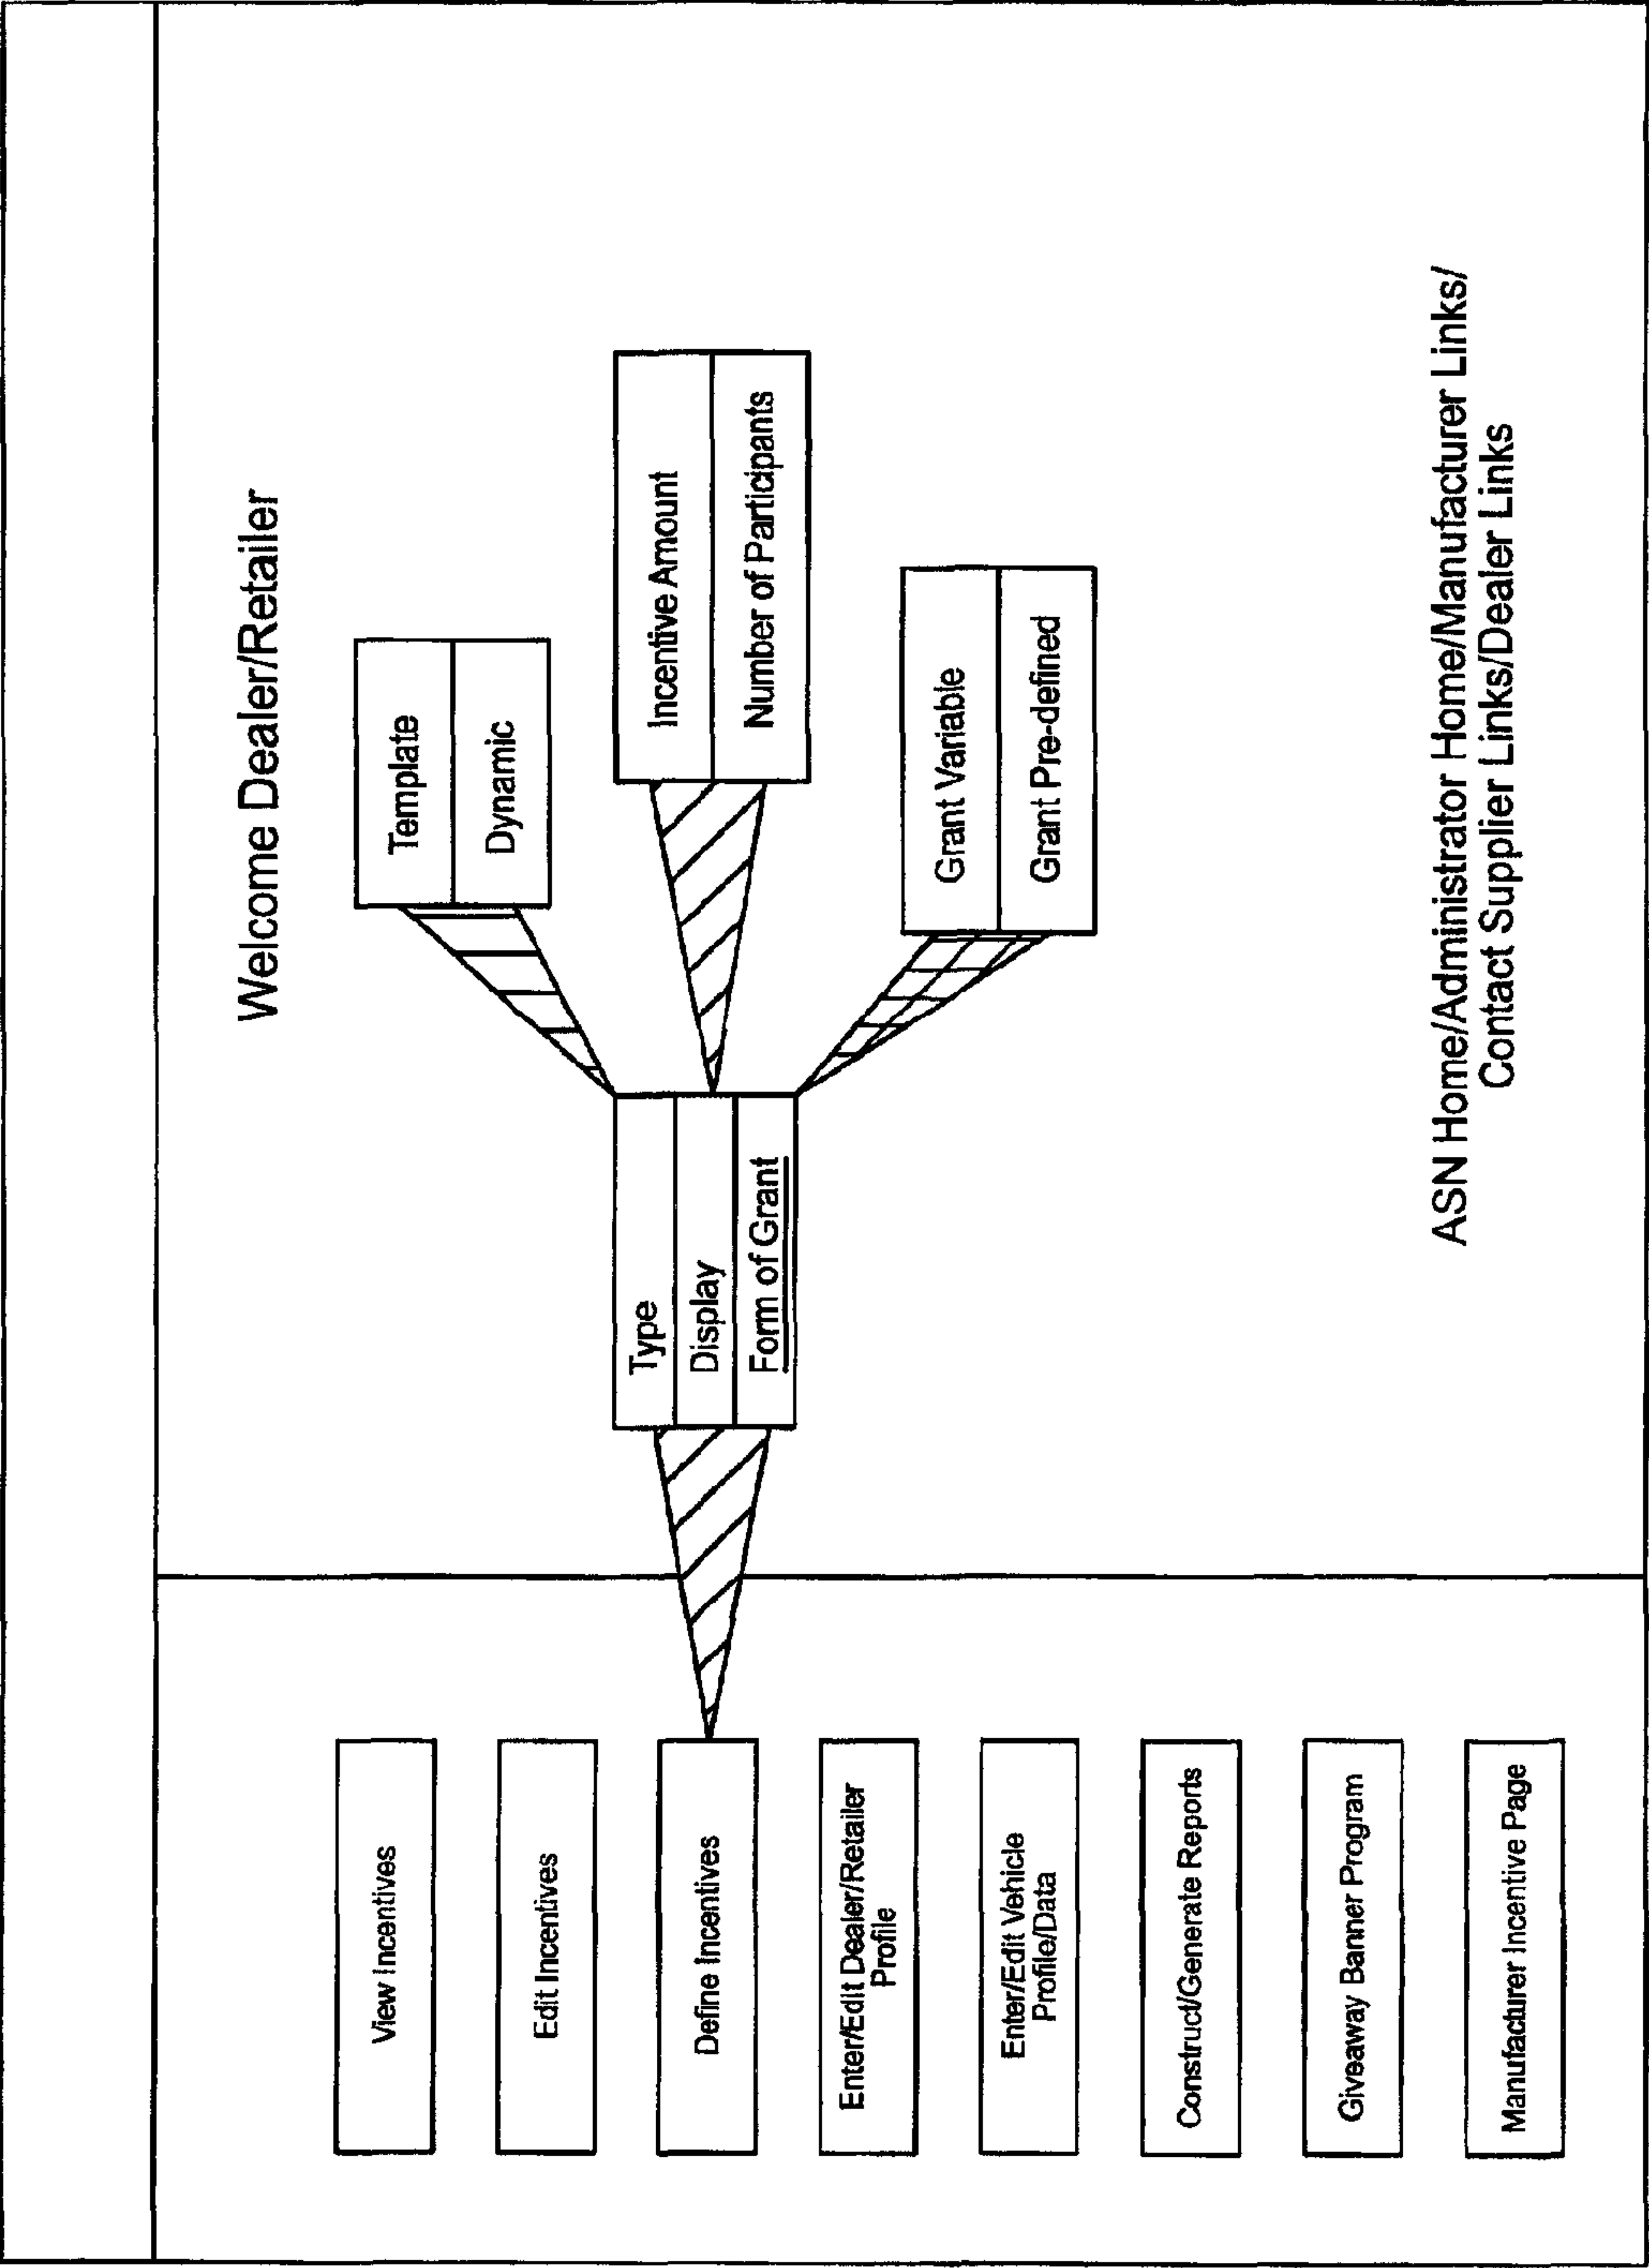 Welcome Dealer/Retailer
View Incentives
Edit Incentives
Define Incentives
Enter/Edit Dealer/Retailer
Profile
Enter/Edit Vehicle
Profile/Data
Construct/Generate Reports
Giveaway Banner Program
Manufacturer Incentive Page
Type
Display
Form of Grant
Template
Dynamic
Incentive Amount
Number of Participants
Grant Variable
Grant Pre-defined
ASN Home/Administrator Home/Manufacturer Links/
Contact Supplier Links/Dealer Links